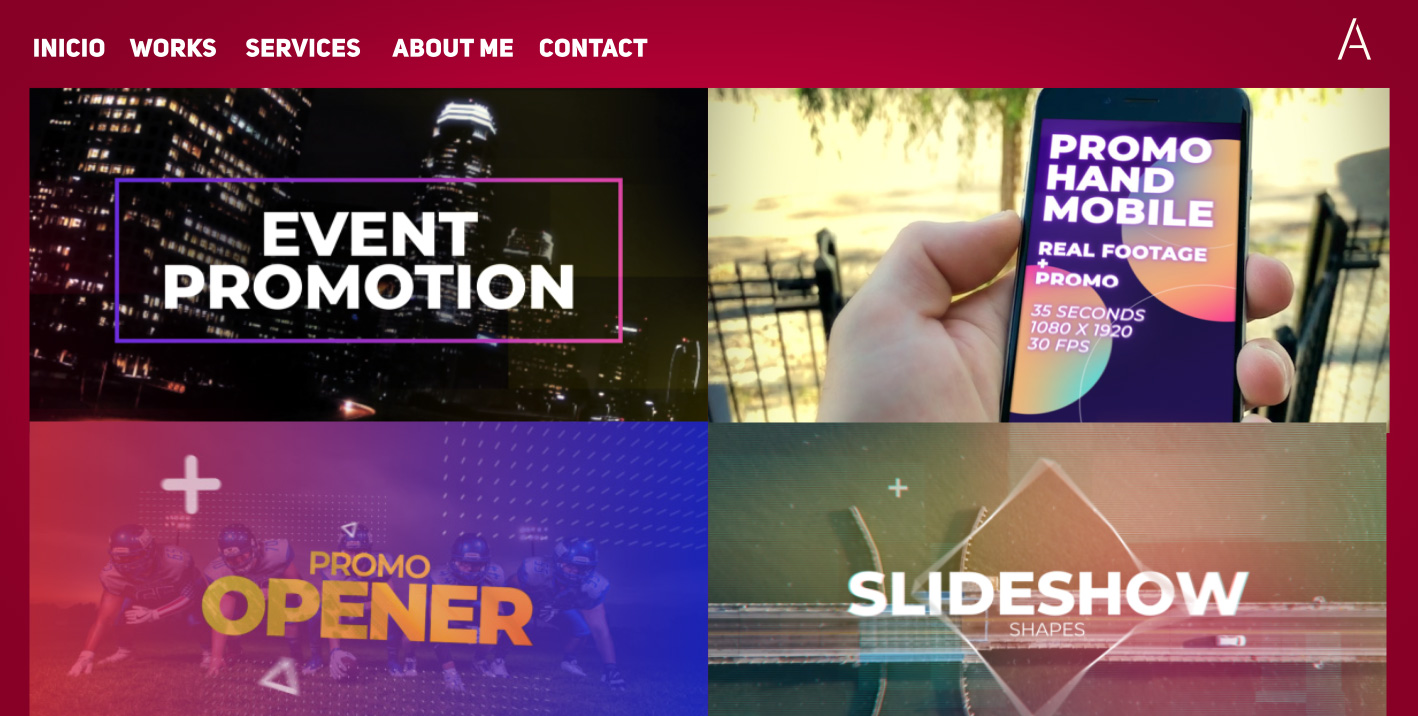 INICIO WORKS SERVICES ABOUT ME CONTACT
A
EVENT
PROMOTION
PROMO
HAND
MOBILE
REAL FOOTAGE
+
PROMO
35 SECONDS
1080 X 1920
30 FPS
PROMO
OPENER
SLIDESHOW
SHAPES